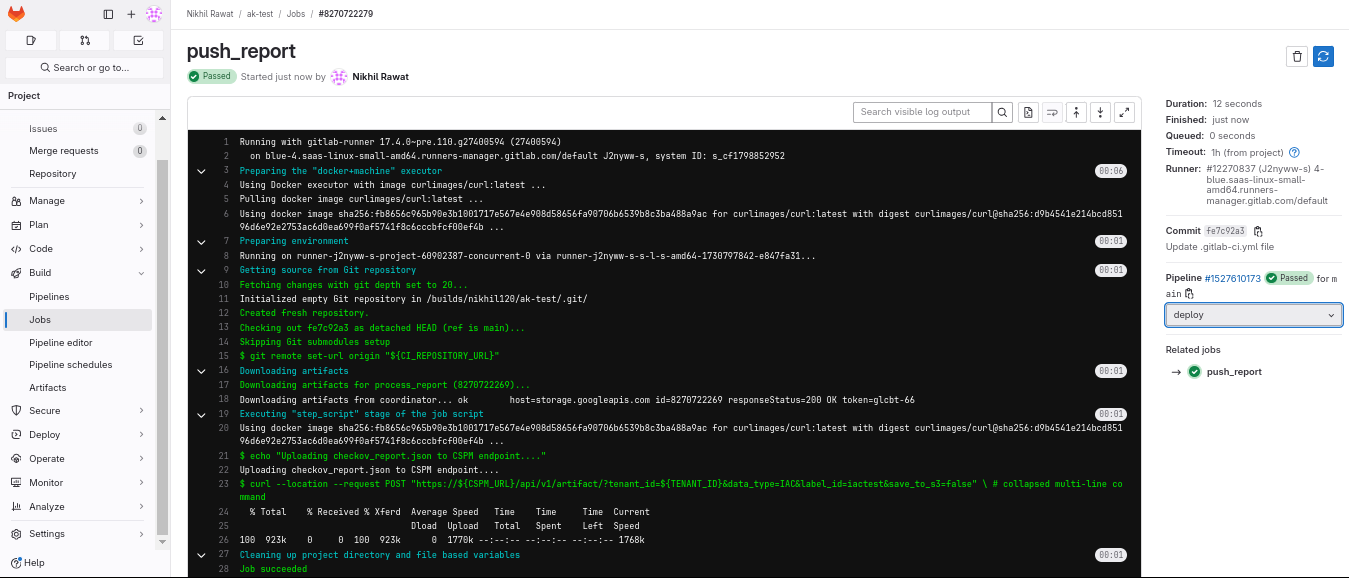 Nikhil Rawat / ak-test / Jobs / #8270722279
Search or go to...
Project
Issues 0
Merge requests 0
Repository
Manage
Plan
Code
Build
Pipelines
Jobs
Pipeline editor
Pipeline schedules
Artifacts
Secure
Deploy
Operate
Monitor
Analyze
Settings
Help
push_report
Passed Started just now by Nikhil Rawat
Search visible log output
1 Running with gitlab-runner 17.4.0~pre.110.g27400594 (27400594)
2 on blue-4.saas-linux-small-amd64.runners-manager.gitlab.com/default J2nyww-s, system ID: s_cf1798852952
3 Preparing the "docker+machine" executor 00:06
4 Using Docker executor with image curlimages/curl:latest ...
5 Pulling docker image curlimages/curl:latest ...
6 Using docker image sha256:fb8656c965b90e3b1001717e567e4e908d58656fa90706b6539b8c3ba488a9ac for curlimages/curl:latest with digest curlimages/curl@sha256:d9b4541e214bcd851
96d6e92e2753ac6d0ea699f0af5741f8c6cccbfcf00ef4b ...
7 Preparing environment 00:01
8 Running on runner-j2nyww-s-project-60902387-concurrent-0 via runner-j2nyww-s-s-l-s-amd64-1730797842-e847fa31...
9 Getting source from Git repository 00:01
10 Fetching changes with git depth set to 20...
11 Initialized empty Git repository in /builds/nikhil120/ak-test/.git/
12 Created fresh repository.
13 Checking out fe7c92a3 as detached HEAD (ref is main)...
14 Skipping Git submodules setup
15 $ git remote set-url origin "${CI_REPOSITORY_URL}"
16 Downloading artifacts 00:01
17 Downloading artifacts for process_report (8270722269)...
18 Downloading artifacts from coordinator... ok host=storage.googleapis.com id=8270722269 responseStatus=200 OK token=glcbt-66
19 Executing "step_script" stage of the job script 00:01
20 Using docker image sha256:fb8656c965b90e3b1001717e567e4e908d58656fa90706b6539b8c3ba488a9ac for curlimages/curl:latest with digest curlimages/curl@sha256:d9b4541e214bcd851
96d6e92e2753ac6d0ea699f0af5741f8c6cccbfcf00ef4b ...
21 $ echo "Uploading checkov_report.json to CSPM endpoint...."
22 Uploading checkov_report.json to CSPM endpoint....
23 $ curl --location --request POST "https://${CSPM_URL}/api/v1/artifact/?tenant_id=${TENANT_ID}&data_type=IAC&label_id=iactest&save_to_s3=false" \ # collapsed multi-line co
mmand
24 % Total % Received % Xferd Average Speed Time Time Time Current
25 Dload Upload Total Spent Left Speed
26 100 923k 0 0 100 923k 0 1770k --:--:-- --:--:-- --:--:-- 1768k
27 Cleaning up project directory and file based variables 00:01
28 Job succeeded
Duration: 12 seconds
Finished: just now
Queued: 0 seconds
Timeout: 1h (from project)
Runner: #12270837 (J2nyww-s) 4-
blue.saas-linux-small-
amd64.runners-
manager.gitlab.com/default
Commit fe7c92a3
Update .gitlab-ci.yml file
Pipeline #1527610173 Passed for m
ain
deploy
Related jobs
→ push_report